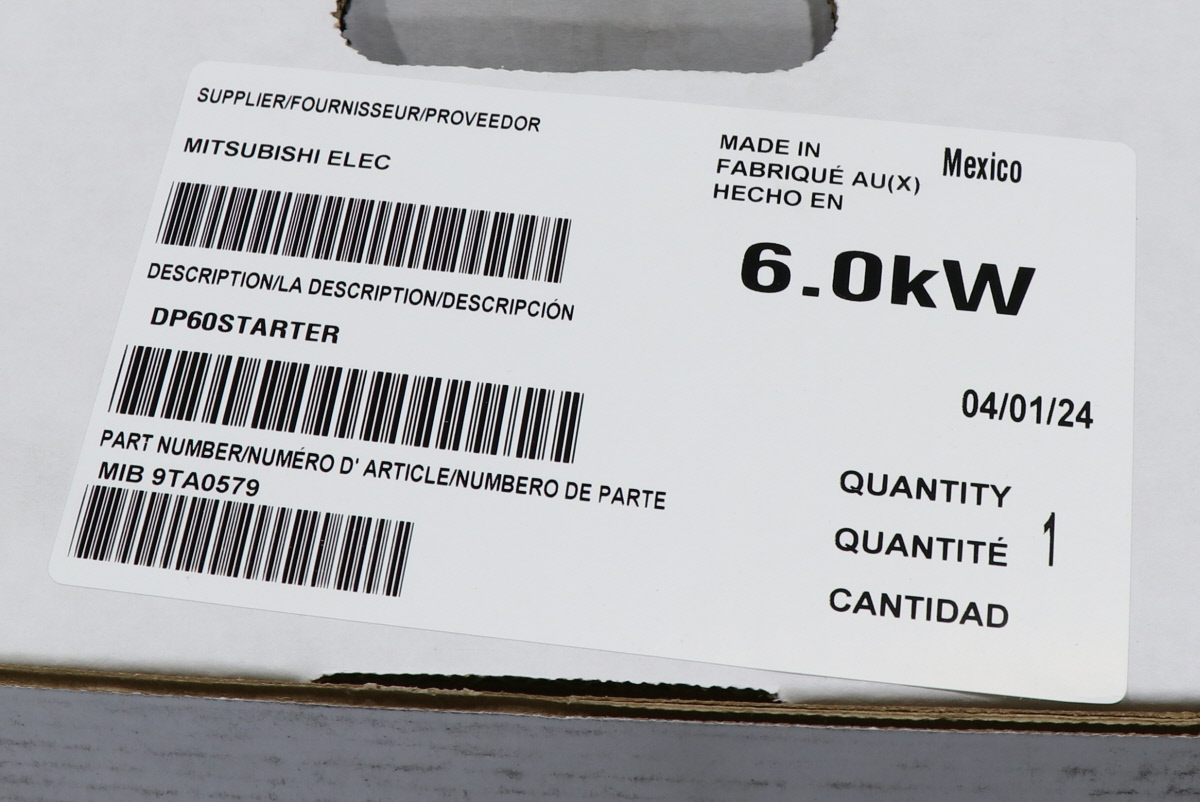 SUPPLIER/FOURNISSEUR/PROVEEDOR
MITSUBISHI ELEC
DESCRIPTION/LA DESCRIPTION/DESCRIPCIÓN
DP60STARTER
PART NUMBER/NUMÉRO D' ARTICLE/NUMBERO DE PARTE
MIB 9TA0579
MADE IN
FABRIQUÉ AU(X)
HECHO EN
Mexico
6.0kW
04/01/24
QUANTITY
QUANTITÉ 1
CANTIDAD